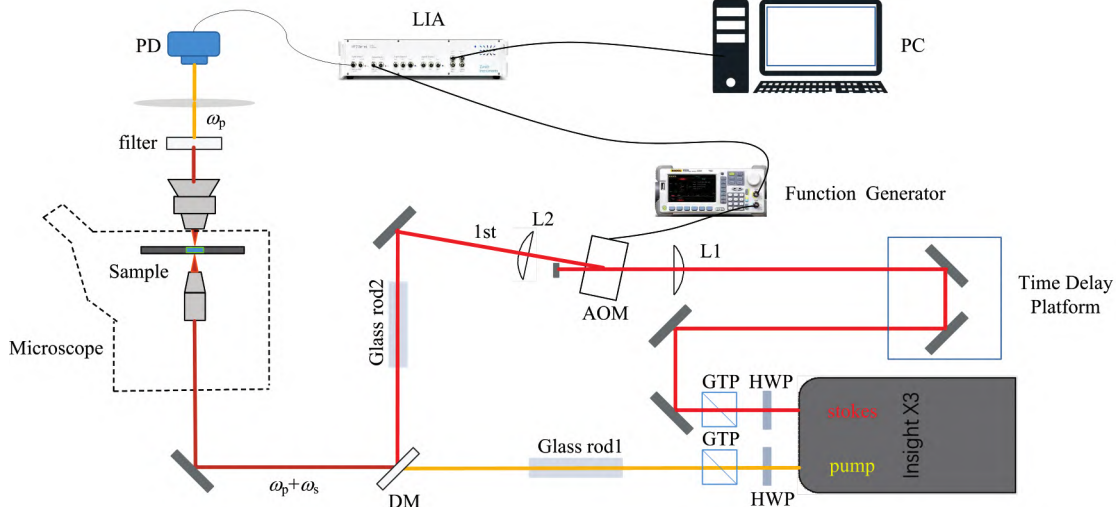 LIA
PD
PC
ωp
filter
Function Generator
L2
1st
L1
Sample
Time Delay
Platform
AOM
Glass rod2
Microscope
GTP
HWP
stokes
Insight X3
GTP
Glass rod1
pump
ωp+ωs
DM
HWP